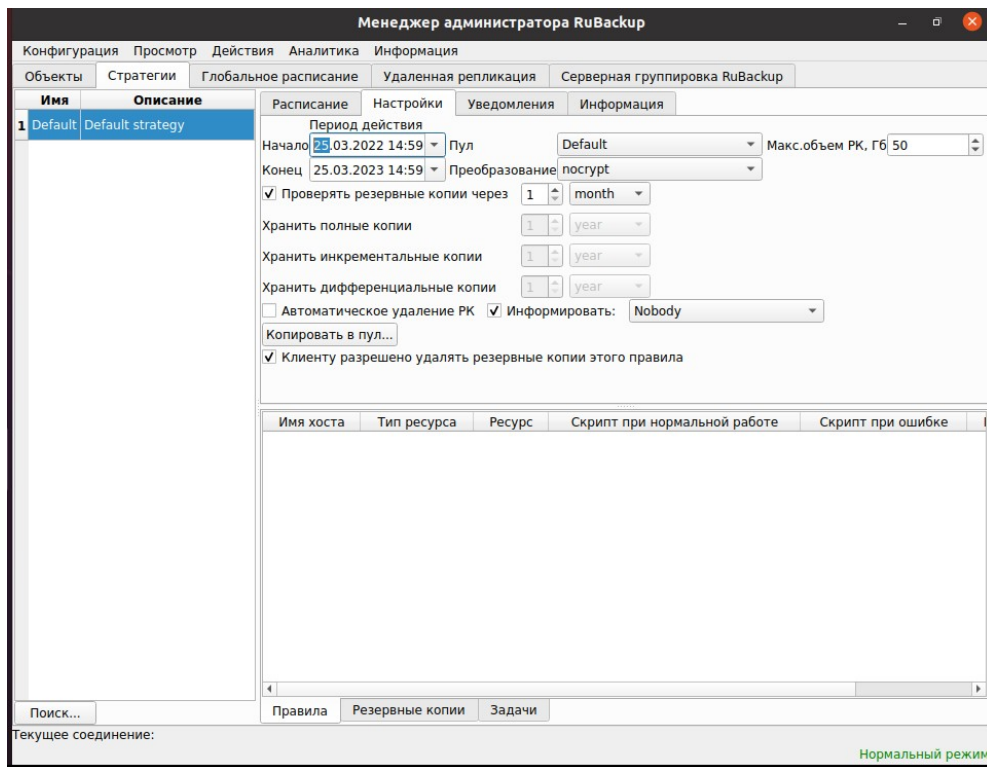 Менеджер администратора RuBackup
Конфигурация Просмотр Действия Аналитика Информация
Объекты Стратегии Глобальное расписание Удаленная репликация Серверная группировка RuBackup
Имя Описание
1 Default Default strategy
Расписание Настройки Уведомления Информация
Период действия
Начало 25.03.2022 14:59 Пул Default Макс.объем РК, Гб 50
Конец 25.03.2023 14:59 Преобразование nocrypt
Проверять резервные копии через 1 month
Хранить полные копии 1 year
Хранить инкрементальные копии 1 year
Хранить дифференциальные копии 1 year
Автоматическое удаление РК Информировать: Nobody
Копировать в пул...
Клиенту разрешено удалять резервные копии этого правила
Имя хоста Тип ресурса Ресурс Скрипт при нормальной работе Скрипт при ошибке
Правила Резервные копии Задачи
Поиск...
Текущее соединение:
Нормальный режим